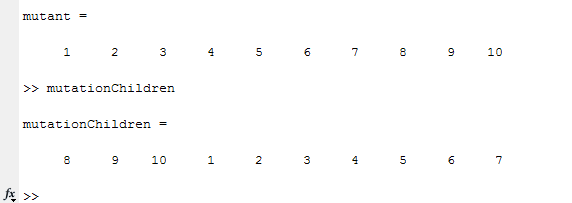 mutant =
1 2 3 4 5 6 7 8 9 10
>> mutationChildren
mutationChildren =
8 9 10 1 2 3 4 5 6 7
fx >>